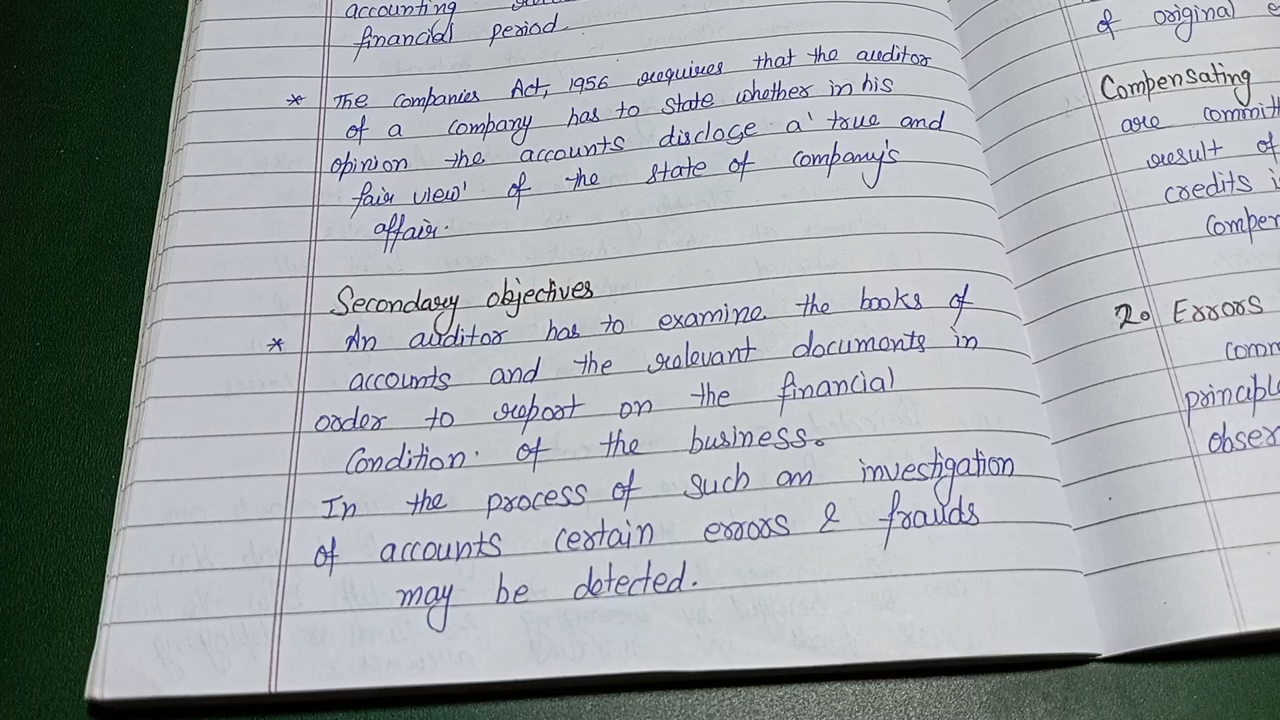 accounting
financial period.
* The Companies Act, 1956 requires that the auditor
of a company has to state whether in his
opinion the accounts discloge a' true and
fair view' of the state of company's
affair.
Secondary objectives
* An auditor has to examine the books of
accounts and the relevant documents in
order to report on the financial
Condition of the business.
In the process of such an investigation
of accounts certain errors & frauds
may be detected.
of original
Compensating
are
result of
credits
2. Errors